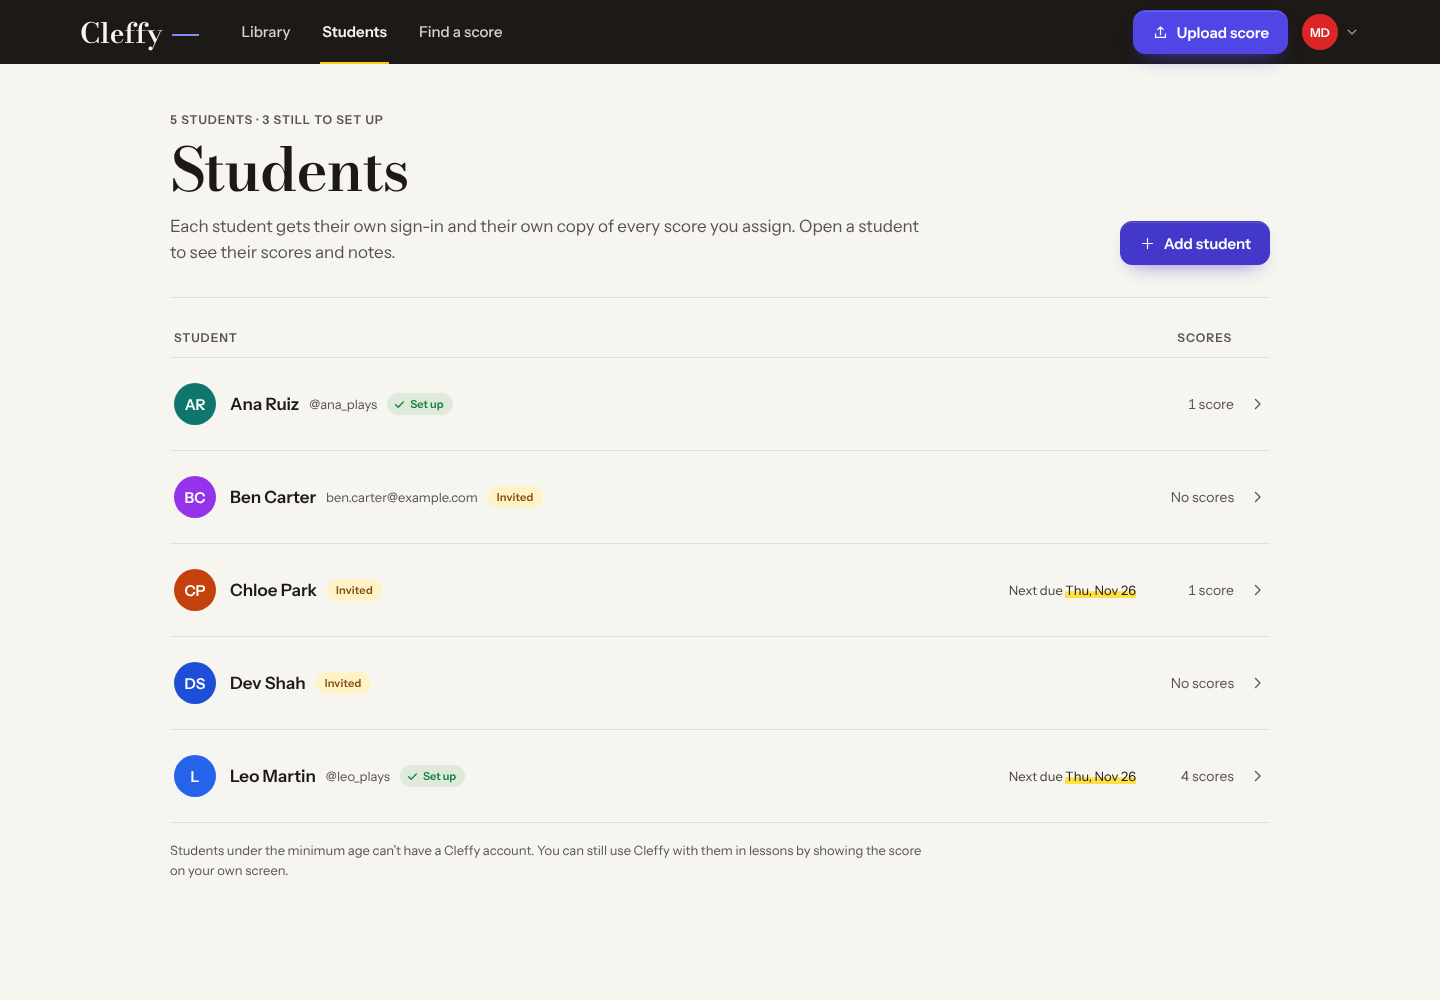 Cleffy
Library
Students
Find a score
Upload score
MD
5 STUDENTS · 3 STILL TO SET UP
Students
Each student gets their own sign-in and their own copy of every score you assign. Open a student
to see their scores and notes.
Add student
STUDENT
SCORES
AR
Ana Ruiz
@ana_plays
Set up
1 score
BC
Ben Carter
ben.carter@example.com
Invited
No scores
CP
Chloe Park
Invited
Next due Thu, Nov 26
1 score
DS
Dev Shah
Invited
No scores
L
Leo Martin
@leo_plays
Set up
Next due Thu, Nov 26
4 scores
Students under the minimum age can't have a Cleffy account. You can still use Cleffy with them in lessons by showing the score
on your own screen.